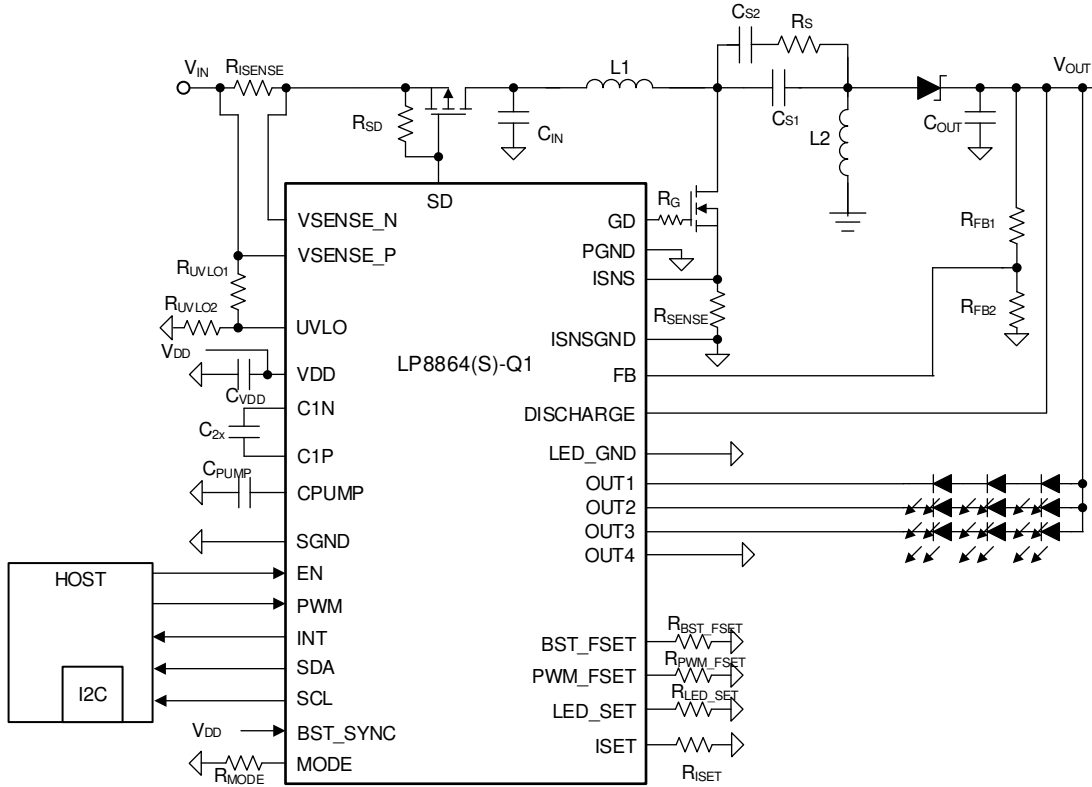 CS2
RS
VIN
RISENSE
L1
VOUT
RSD
CIN
CS1
L2
COUT
SD
VSENSE_N
RG
GD
RFB1
VSENSE_P
PGND
RUVLO1
ISNS
RUVLO2
RSENSE
RFB2
UVLO
ISNSGND
VDD
LP8864(S)-Q1
VDD
FB
CVDD
C1N
DISCHARGE
C2x
C1P
LED_GND
CPUMP
CPUMP
OUT1
OUT2
SGND
OUT3
OUT4
HOST
EN
PWM
RBST_FSET
INT
BST_FSET
RPWM_FSET
SDA
PWM_FSET
I2C
RLED_SET
SCL
LED_SET
VDD
BST_SYNC
ISET
MODE
RMODE
RISET